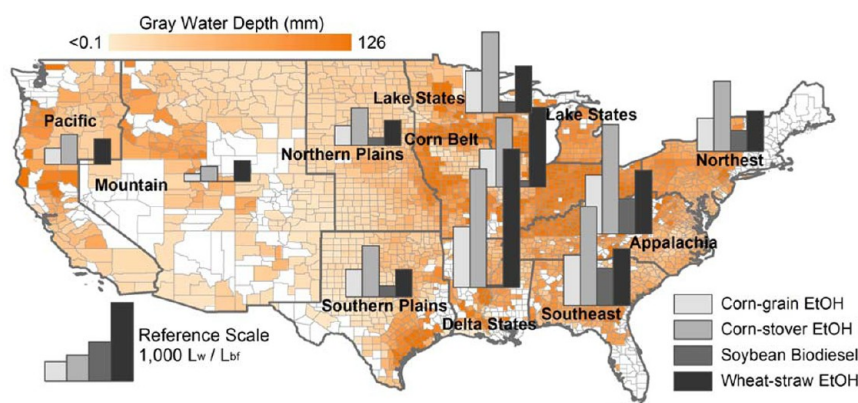 Gray Water Depth (mm)
<0.1
126
Lake States
Lake States
Pacific
Corn Belt
Northern Plains
Northest
Mountain
Appalachia
Southern Plains
Delta States
Southeast
Reference Scale
1,000 Lw / Lbf
Corn-grain EtOH
Corn-stover EtOH
Soybean Biodiesel
Wheat-straw EtOH